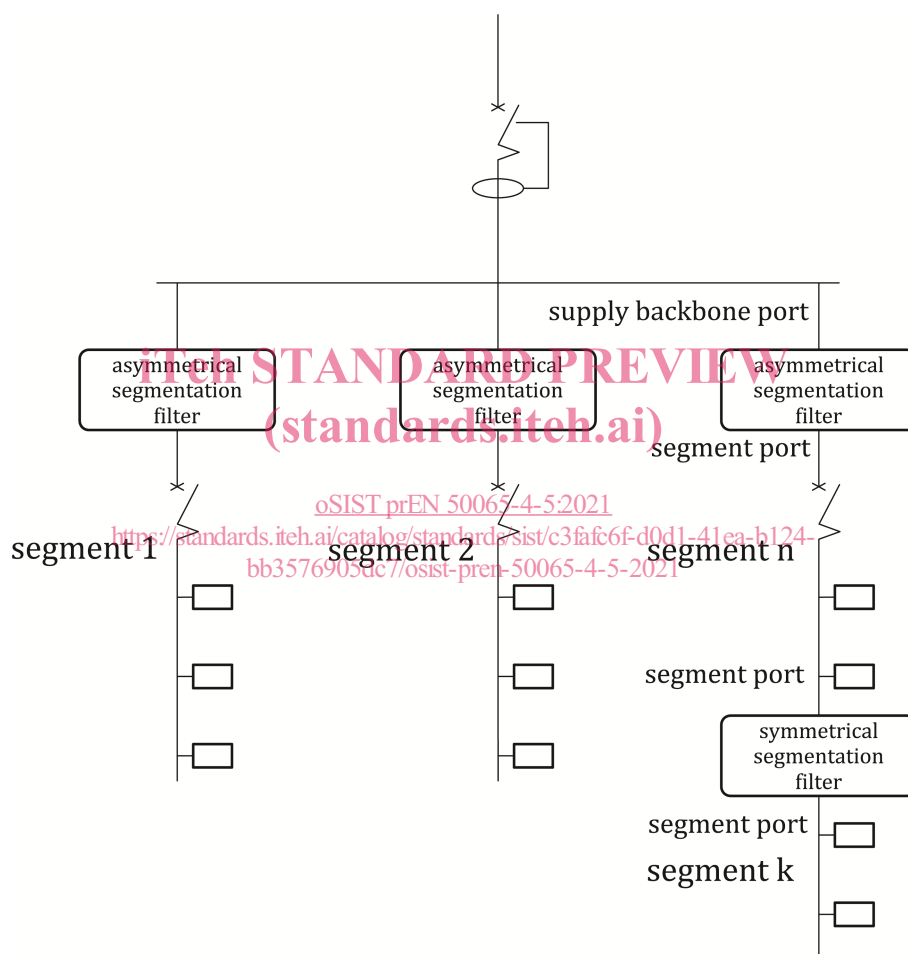 supply backbone port
asymmetrical
segmentation
filter
asymmetrical
segmentation
filter
asymmetrical
segmentation
filter
iTeh STANDARD PREVIEW
(standards.iteh.ai)
segment port
oSIST prEN 50065-4-5:2021
https://standards.iteh.ai/catalog/standards/sist/c3fafc6f-d0d1-41ea-b124-
bb3576905dc7/osist-pren-50065-4-5-2021
segment 1
segment 2
segment n
segment port
symmetrical
segmentation
filter
segment port
segment k